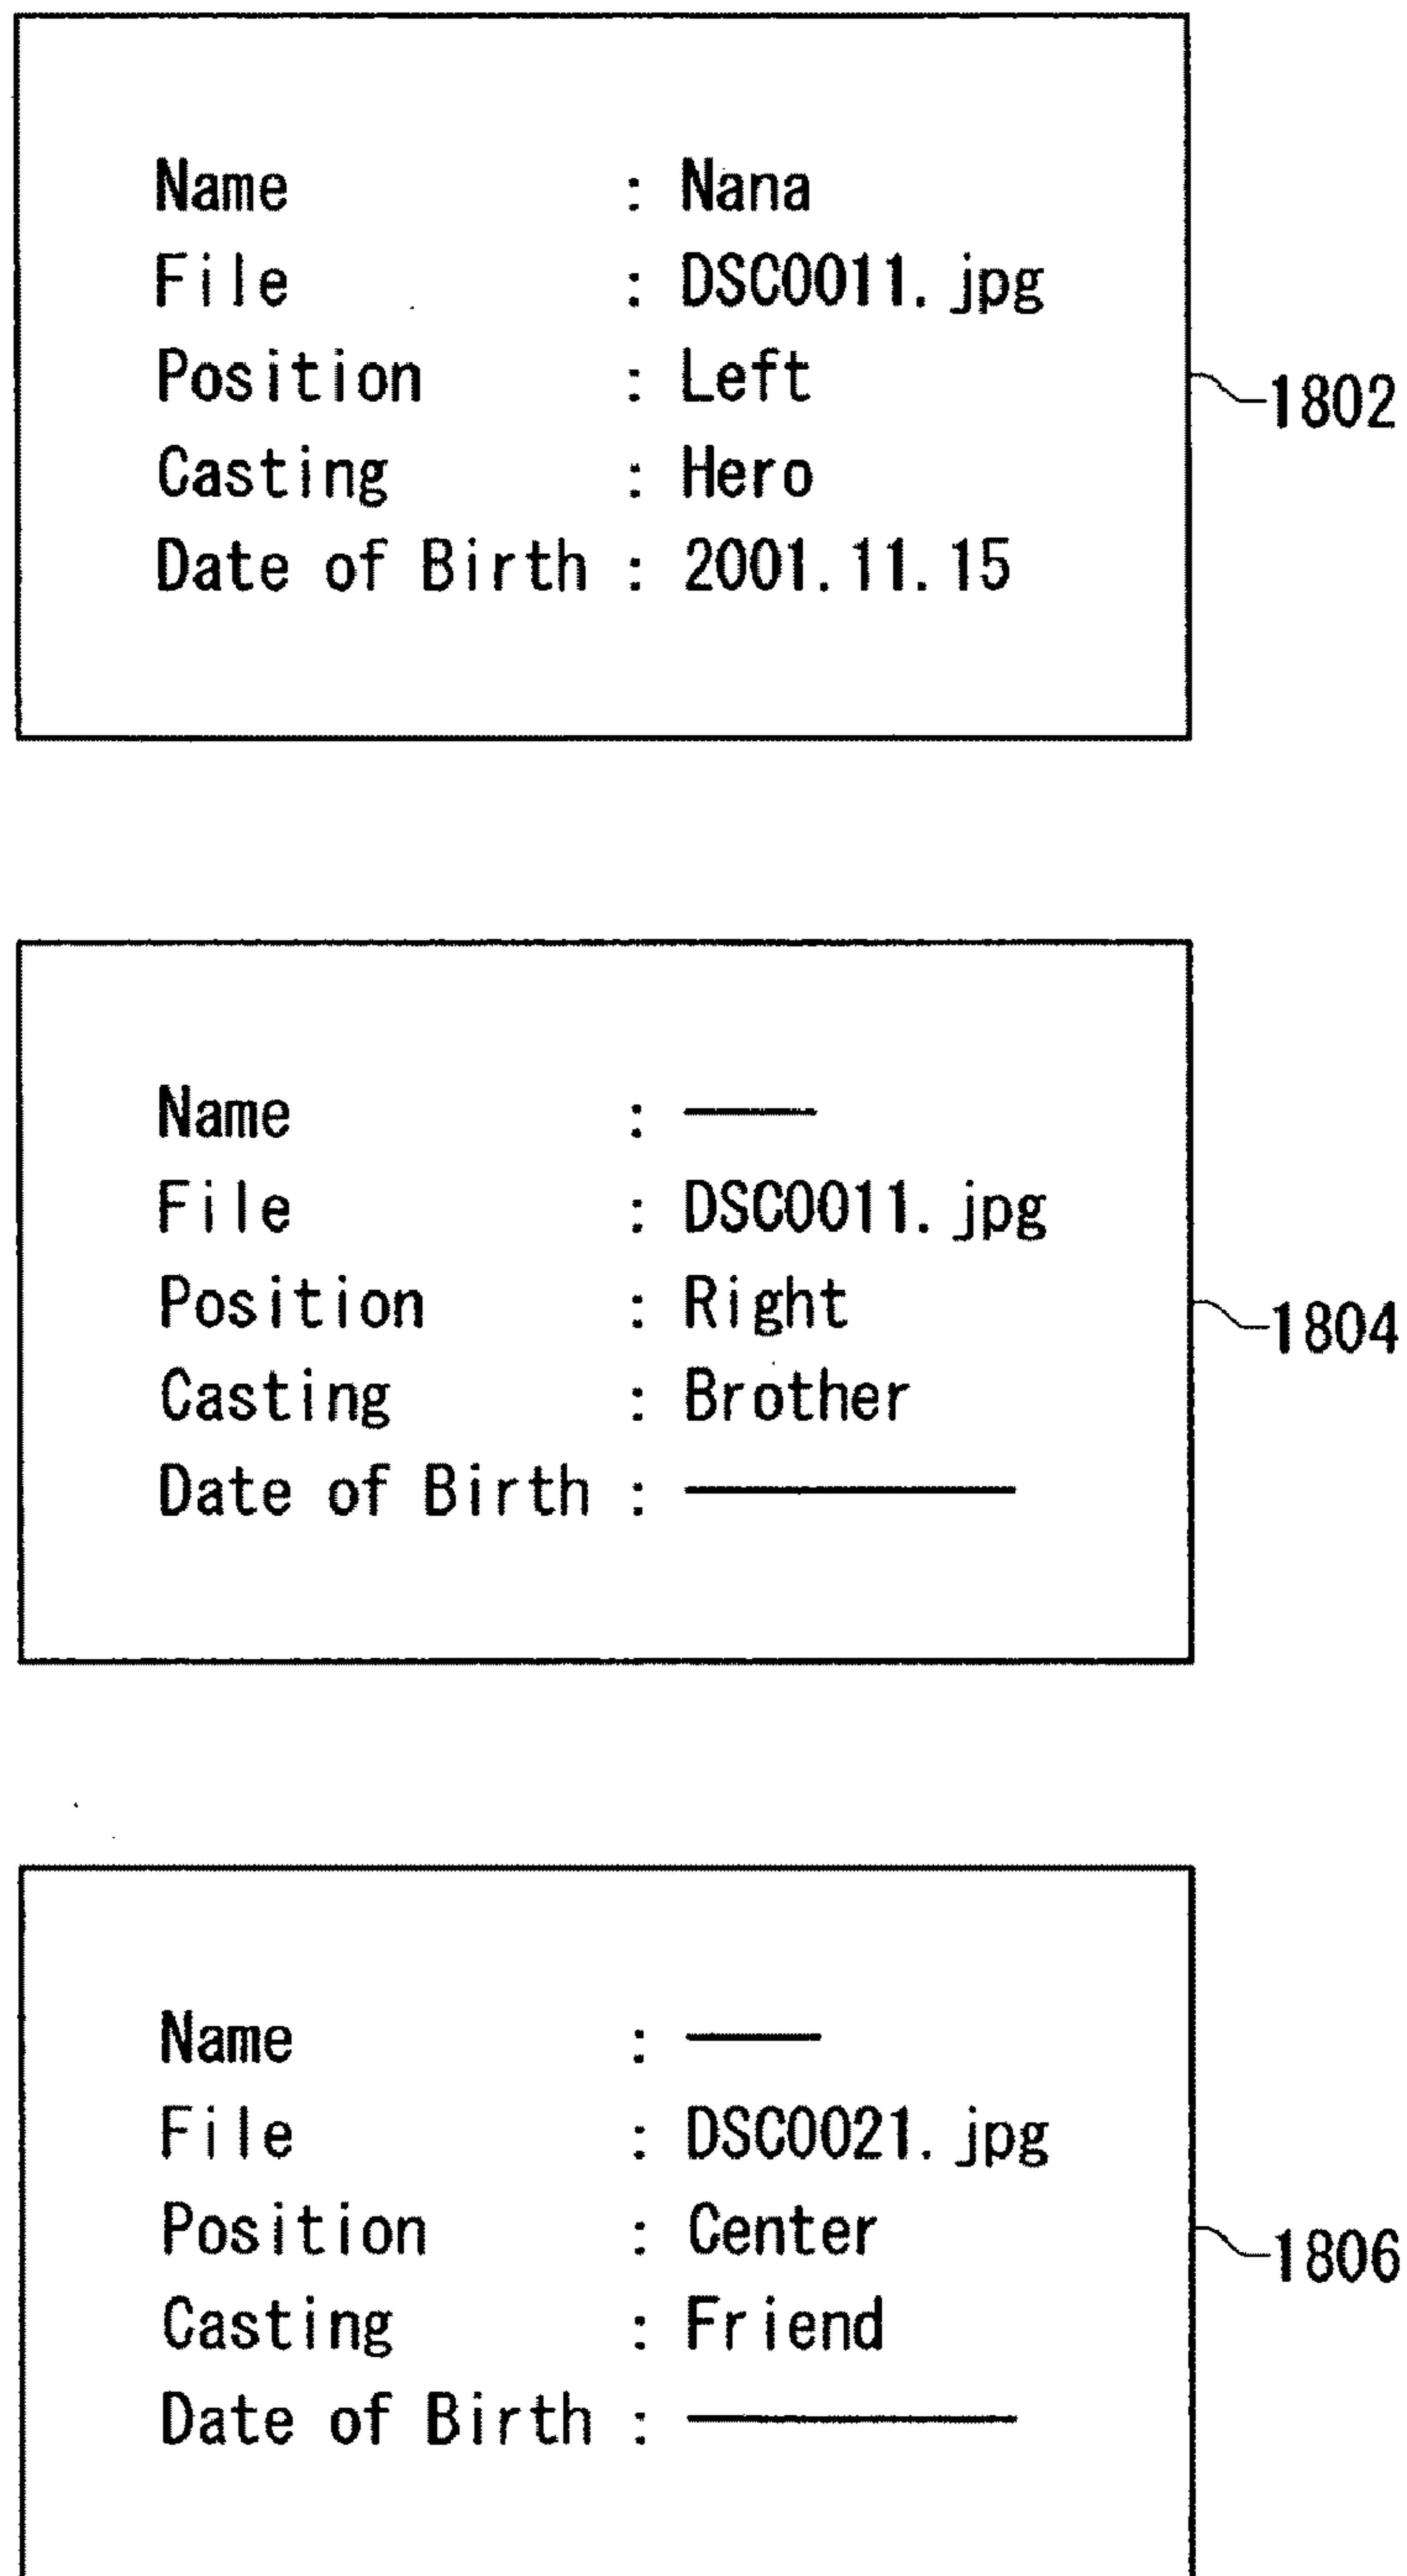 Name : Nana
File : DSC0011.jpg
Position : Left
Casting : Hero
Date of Birth : 2001.11.15
1802
Name : ————
File : DSC0011.jpg
Position : Right
Casting : Brother
Date of Birth : ——————————
1804
Name : ————
File : DSC0021.jpg
Position : Center
Casting : Friend
Date of Birth : ——————————
1806